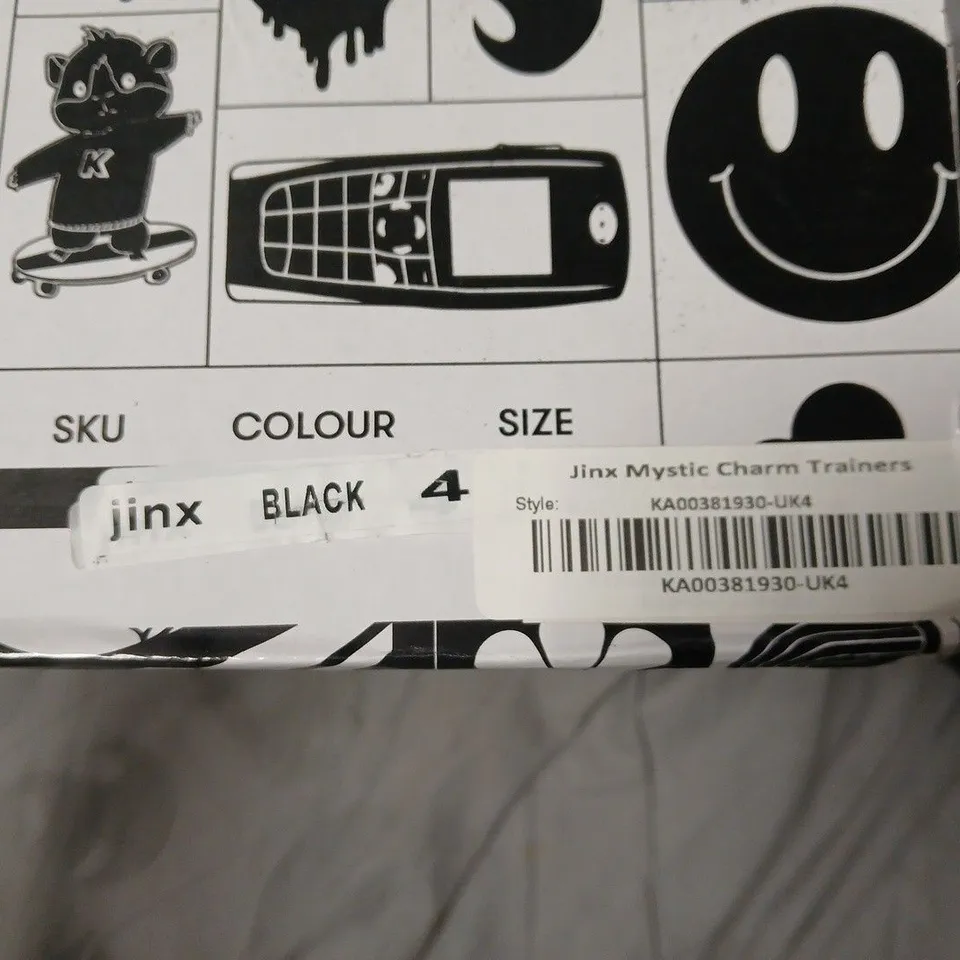 K
SKU COLOUR SIZE
jinx BLACK 4
Jinx Mystic Charm Trainers
Style: KA00381930-UK4
KA00381930-UK4